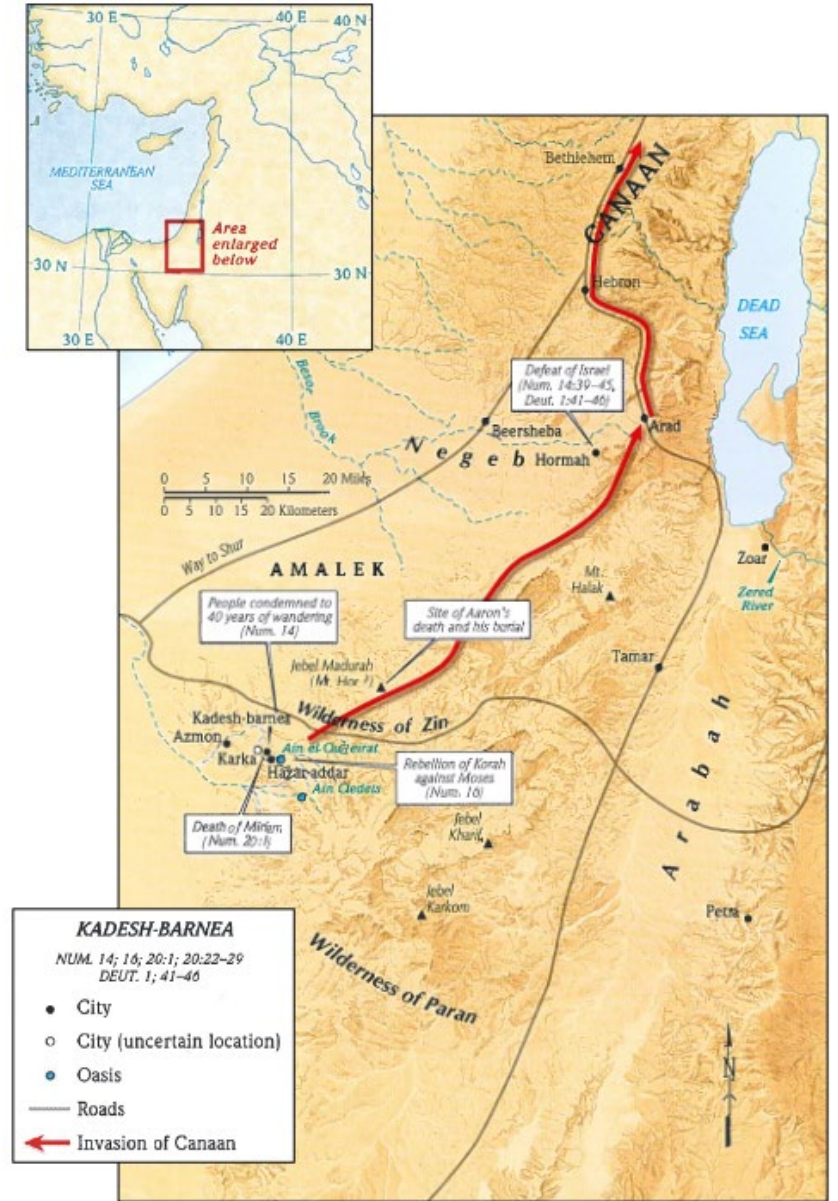 30 E
40 E
40 N
MEDITERRANEAN
SEA
Area
enlarged
below
30 N
30 N
30 E
40 E
Bethlehem
CANAAN
Hebron
DEAD
SEA
Besor
Brook
Defeat of Israel
(Num. 14:39–45,
Deut. 1:41–46)
Beersheba
Arad
Negeb
Hormah
0 5 10 15 20 Miles
0 5 10 15 20 Kilometers
Way to Shur
AMALEK
Zoar
Zered
River
Mt.
Halak
People condemned to
40 years of wandering
(Num. 14)
Site of Aaron's
death and his burial
Tamar
Jebel Madurah
(Mt. Hor ?)
Wilderness of Zin
Kadesh-barnea
Azmon
Karka
Ain el-Qudeirat
Hazar-addar
Ain Qedeis
Rebellion of Korah
against Moses
(Num. 16)
Arabah
Death of Miriam
(Num. 20:1)
Jebel
Kharif
Jebel
Karkom
Petra
Wilderness of Paran
N
KADESH-BARNEA
NUM. 14; 16; 20:1; 20:22–29
DEUT. 1; 41–46
City
City (uncertain location)
Oasis
Roads
Invasion of Canaan